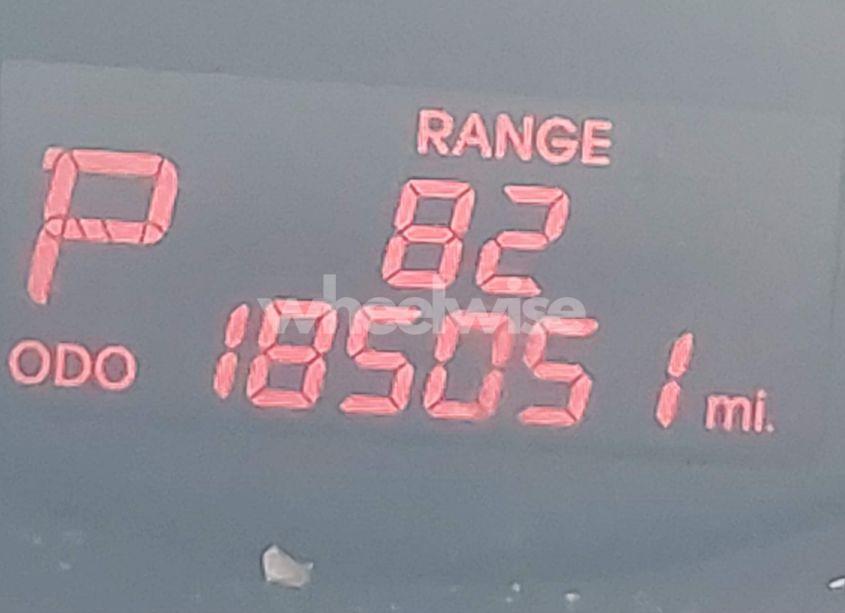 RANGE
P 82
wheelwise
ODO 185051 mi.